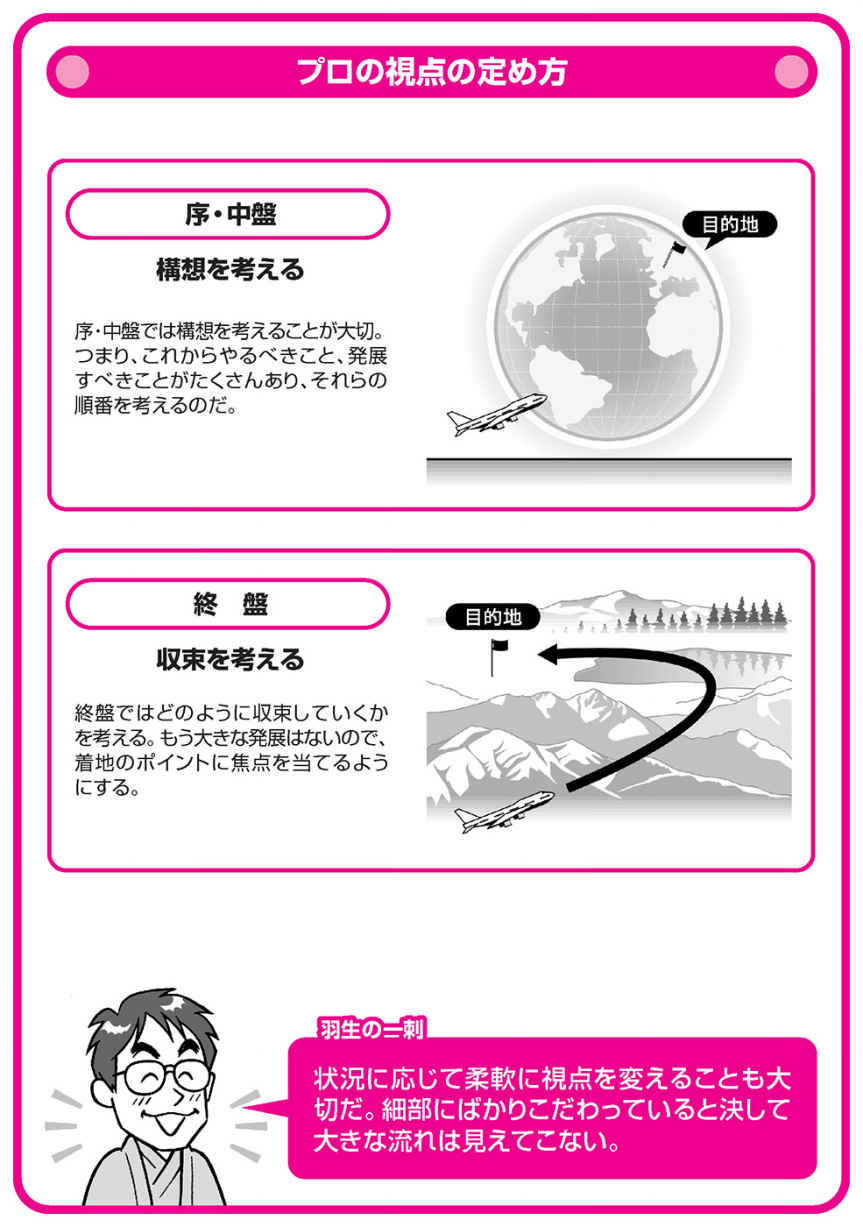 プロの視点の定め方
序・中盤
構想を考える
序・中盤では構想を考えることが大切。
つまり、これからやるべきこと、発展
すべきことがたくさんあり、それらの
順番を考えるのだ。
目的地
終　盤
収束を考える
終盤ではどのように収束していくか
を考える。もう大きな発展はないので、
着地のポイントに焦点を当てるよう
にする。
目的地
羽生の一刺
状況に応じて柔軟に視点を変えることも大
切だ。細部にばかりこだわっていると決して
大きな流れは見えてこない。